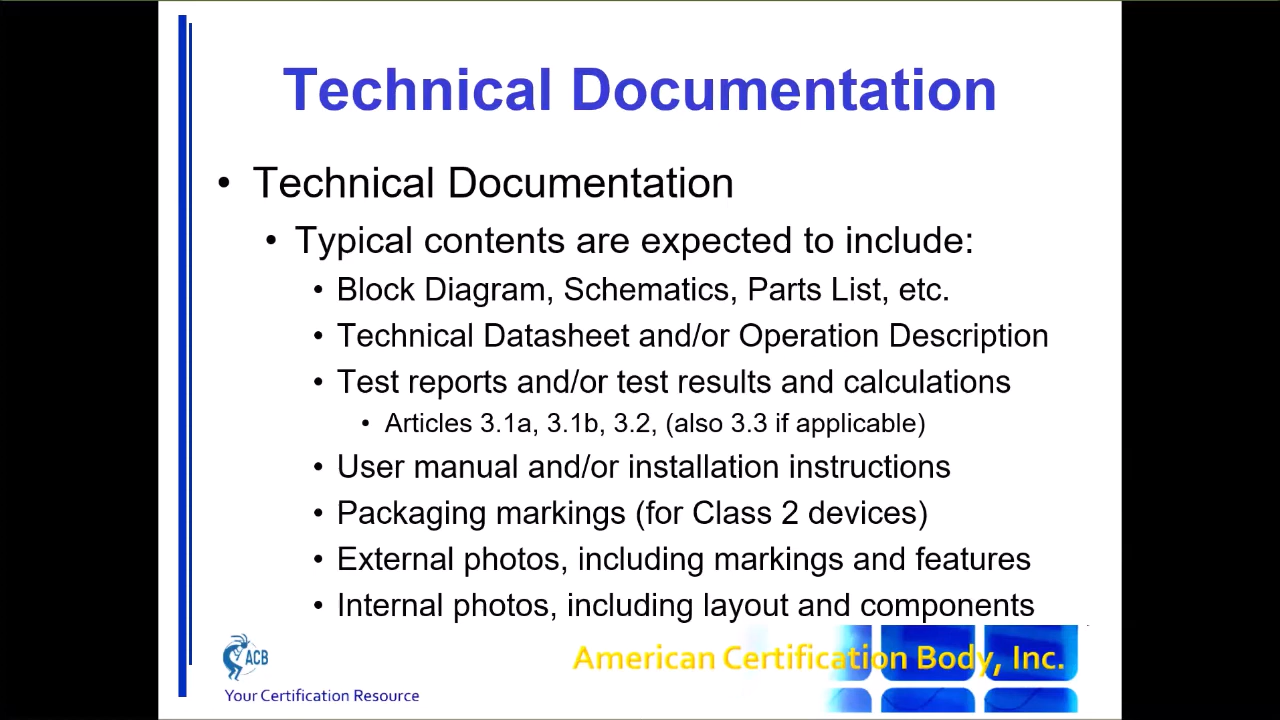 Technical Documentation
• Technical Documentation
• Typical contents are expected to include:
• Block Diagram, Schematics, Parts List, etc.
• Technical Datasheet and/or Operation Description
• Test reports and/or test results and calculations
• Articles 3.1a, 3.1b, 3.2, (also 3.3 if applicable)
• User manual and/or installation instructions
• Packaging markings (for Class 2 devices)
• External photos, including markings and features
• Internal photos, including layout and components
ACB
American Certification Body, Inc.
Your Certification Resource